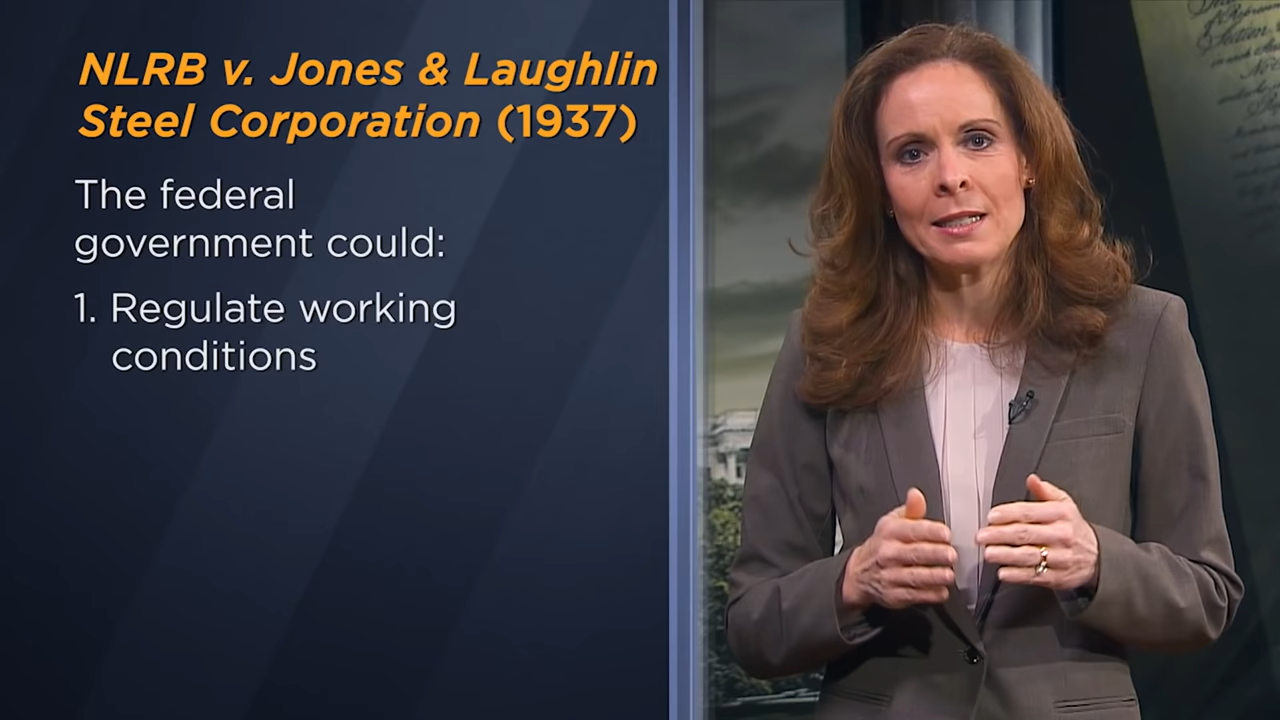 NLRB v. Jones & Laughlin
Steel Corporation (1937)
The federal
government could:
1. Regulate working
conditions